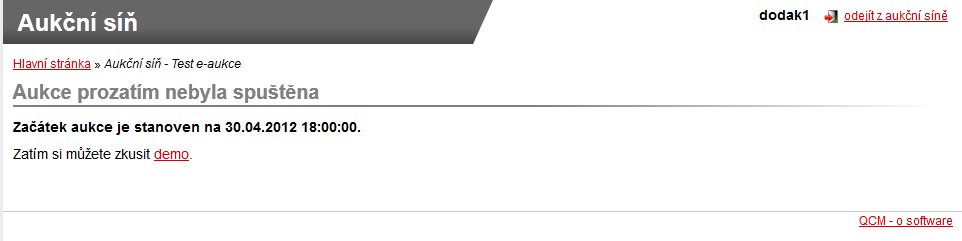 Aukční síň
dodak1 odejít z aukční síně
Hlavní stránka » Aukční síň - Test e-aukce
Aukce prozatím nebyla spuštěna
Začátek aukce je stanoven na 30.04.2012 18:00:00.
Zatím si můžete zkusit demo.
QCM - o software